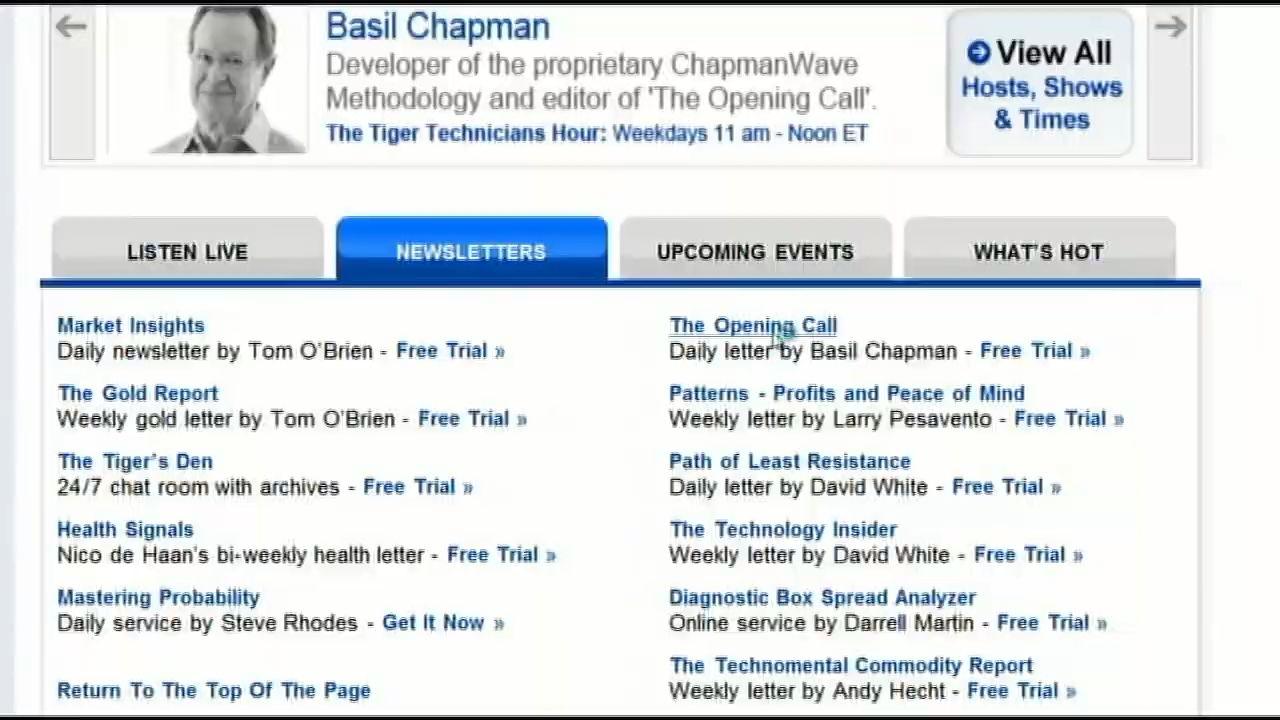 Basil Chapman
Developer of the proprietary ChapmanWave
Methodology and editor of 'The Opening Call'.
The Tiger Technicians Hour: Weekdays 11 am - Noon ET
View All
Hosts, Shows
& Times
LISTEN LIVE
NEWSLETTERS
UPCOMING EVENTS
WHAT'S HOT
Market Insights
Daily newsletter by Tom O'Brien - Free Trial »
The Gold Report
Weekly gold letter by Tom O'Brien - Free Trial »
The Tiger's Den
24/7 chat room with archives - Free Trial »
Health Signals
Nico de Haan's bi-weekly health letter - Free Trial »
Mastering Probability
Daily service by Steve Rhodes - Get It Now »
Return To The Top Of The Page
The Opening Call
Daily letter by Basil Chapman - Free Trial »
Patterns - Profits and Peace of Mind
Weekly letter by Larry Pesavento - Free Trial »
Path of Least Resistance
Daily letter by David White - Free Trial »
The Technology Insider
Weekly letter by David White - Free Trial »
Diagnostic Box Spread Analyzer
Online service by Darrell Martin - Free Trial »
The Technomental Commodity Report
Weekly letter by Andy Hecht - Free Trial »